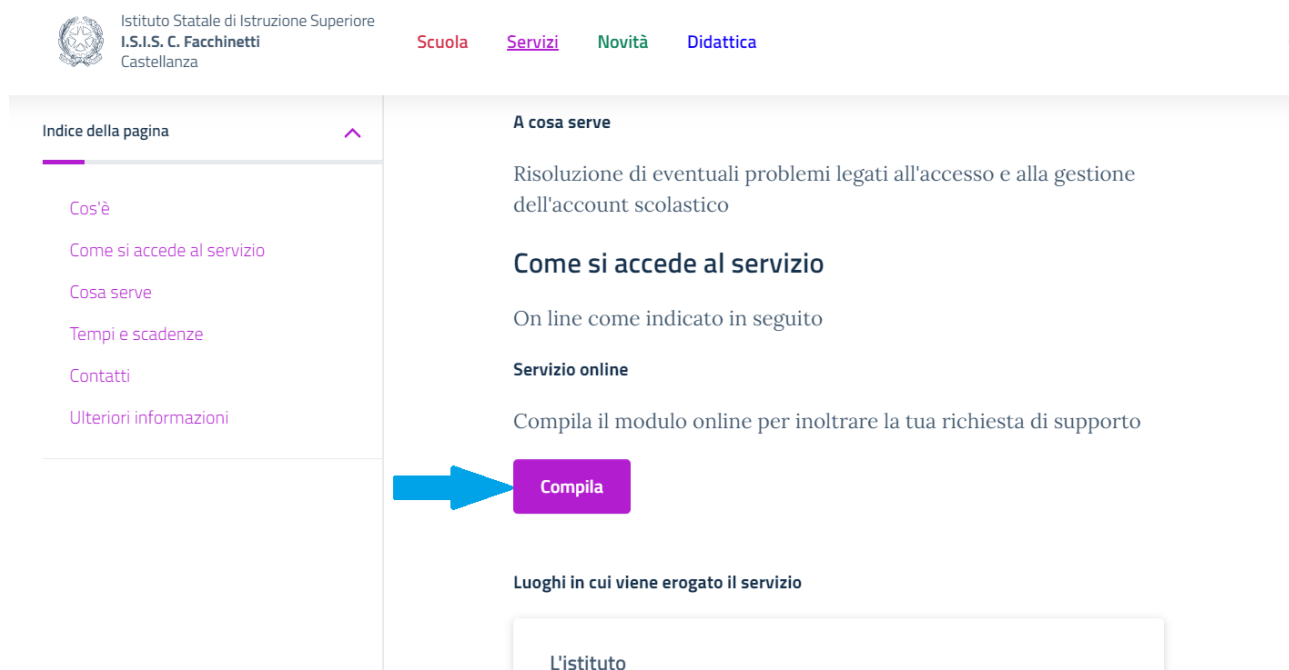 Istituto Statale di Istruzione Superiore
I.S.I.S. C. Facchinetti
Castellanza
Scuola
Servizi
Novità
Didattica
Indice della pagina
Cos'è
Come si accede al servizio
Cosa serve
Tempi e scadenze
Contatti
Ulteriori informazioni
A cosa serve
Risoluzione di eventuali problemi legati all'accesso e alla gestione
dell'account scolastico
Come si accede al servizio
On line come indicato in seguito
Servizio online
Compila il modulo online per inoltrare la tua richiesta di supporto
Compila
Luoghi in cui viene erogato il servizio
L'istituto